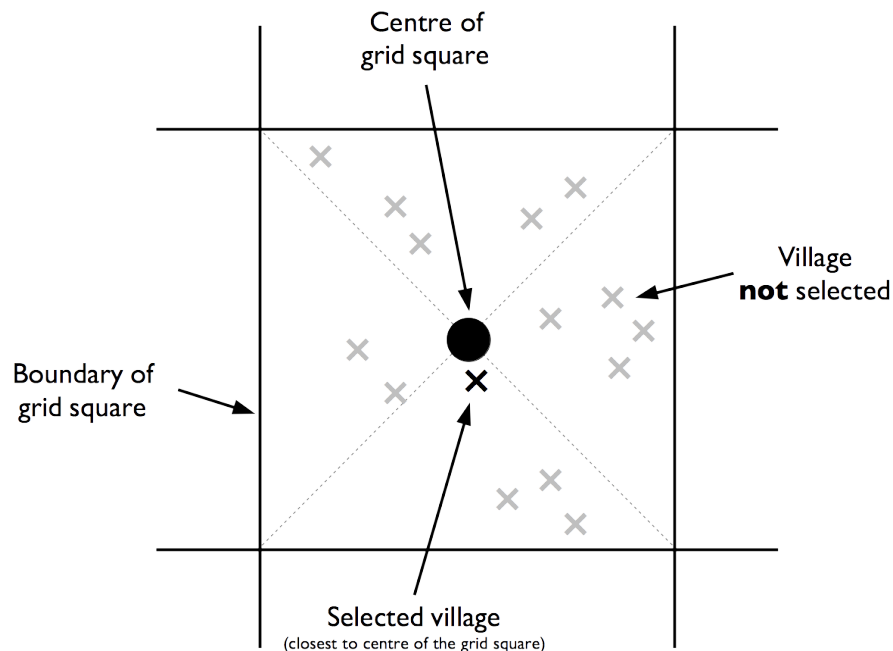 Centre of
grid square
Village
not selected
Boundary of
grid square
Selected village
(closest to centre of the grid square)